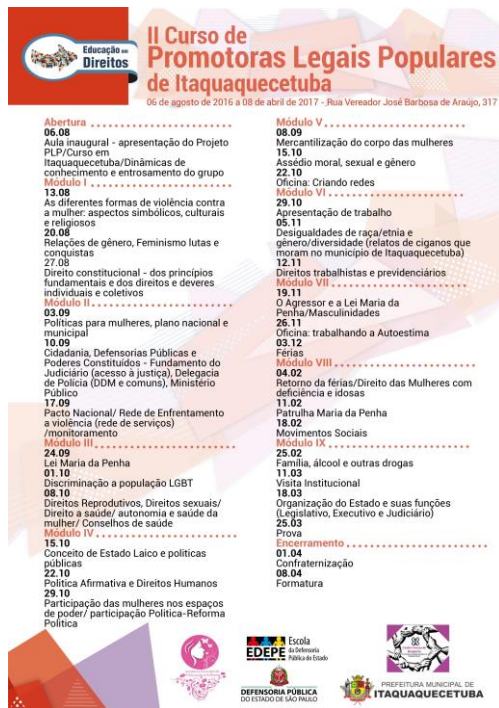 Educação em
Direitos
II Curso de
Promotoras Legais Populares
de Itaquaquecetuba
06 de agosto de 2016 a 08 de abril de 2017 - Rua Vereador José Barbosa de Araújo, 317
Abertura
06.08
Aula inaugural - apresentação do Projeto
PLP/Curso em
Itaquaquecetuba/Dinâmicas de
conhecimento e entrosamento do grupo
Módulo I
13.08
As diferentes formas de violência contra
a mulher: aspectos simbólicos, culturais
e religiosos
20.08
Relações de gênero, Feminismo lutas e
conquistas
27.08
Direito constitucional - dos princípios
fundamentais e dos direitos e deveres
individuais e coletivos
Módulo II
03.09
Políticas para mulheres, plano nacional e
municipal
10.09
Cidadania, Defensorias Públicas e
Poderes Constituídos - Fundamento do
Judiciário (acesso à justiça), Delegacia
de Polícia (DDM e comuns), Ministério
Público
17.09
Pacto Nacional/ Rede de Enfrentamento
a violência (rede de serviços)
/monitoramento
Módulo III
24.09
Lei Maria da Penha
01.10
Discriminação a população LGBT
08.10
Direitos Reprodutivos, Direitos sexuais/
Direito a saúde/ autonomia e saúde da
mulher/ Conselhos de saúde
Módulo IV
15.10
Conceito de Estado Laico e politicas
públicas
22.10
Politica Afirmativa e Direitos Humanos
29.10
Participação das mulheres nos espaços
de poder/ participação Politica-Reforma
Política
Módulo V
08.09
Mercantilização do corpo das mulheres
15.10
Assédio moral, sexual e gênero
22.10
Oficina: Criando redes
Módulo VI
29.10
Apresentação de trabalho
05.11
Desigualdades de raça/etnia e
gênero/diversidade (relatos de ciganos que
moram no município de Itaquaquecetuba)
12.11
Direitos trabalhistas e previdenciários
Módulo VII
19.11
O Agressor e a Lei Maria da
Penha/Masculinidades
26.11
Oficina: trabalhando a Autoestima
03.12
Férias
Módulo VIII
04.02
Retorno da férias/Direito das Mulheres com
deficiência e idosas
11.02
Patrulha Maria da Penha
18.02
Movimentos Sociais
Módulo IX
25.02
Família, álcool e outras drogas
11.03
Visita Institucional
18.03
Organização do Estado e suas funções
(Legislativo, Executivo e Judiciário)
25.03
Prova
Encerramento
01.04
Confraternização
08.04
Formatura
EDEPE
Escola
da Defensoria
Pública do Estado
DEFENSORIA PÚBLICA
DO ESTADO DE SÃO PAULO
PREFEITURA MUNICIPAL DE
ITAQUAQUECETUBA